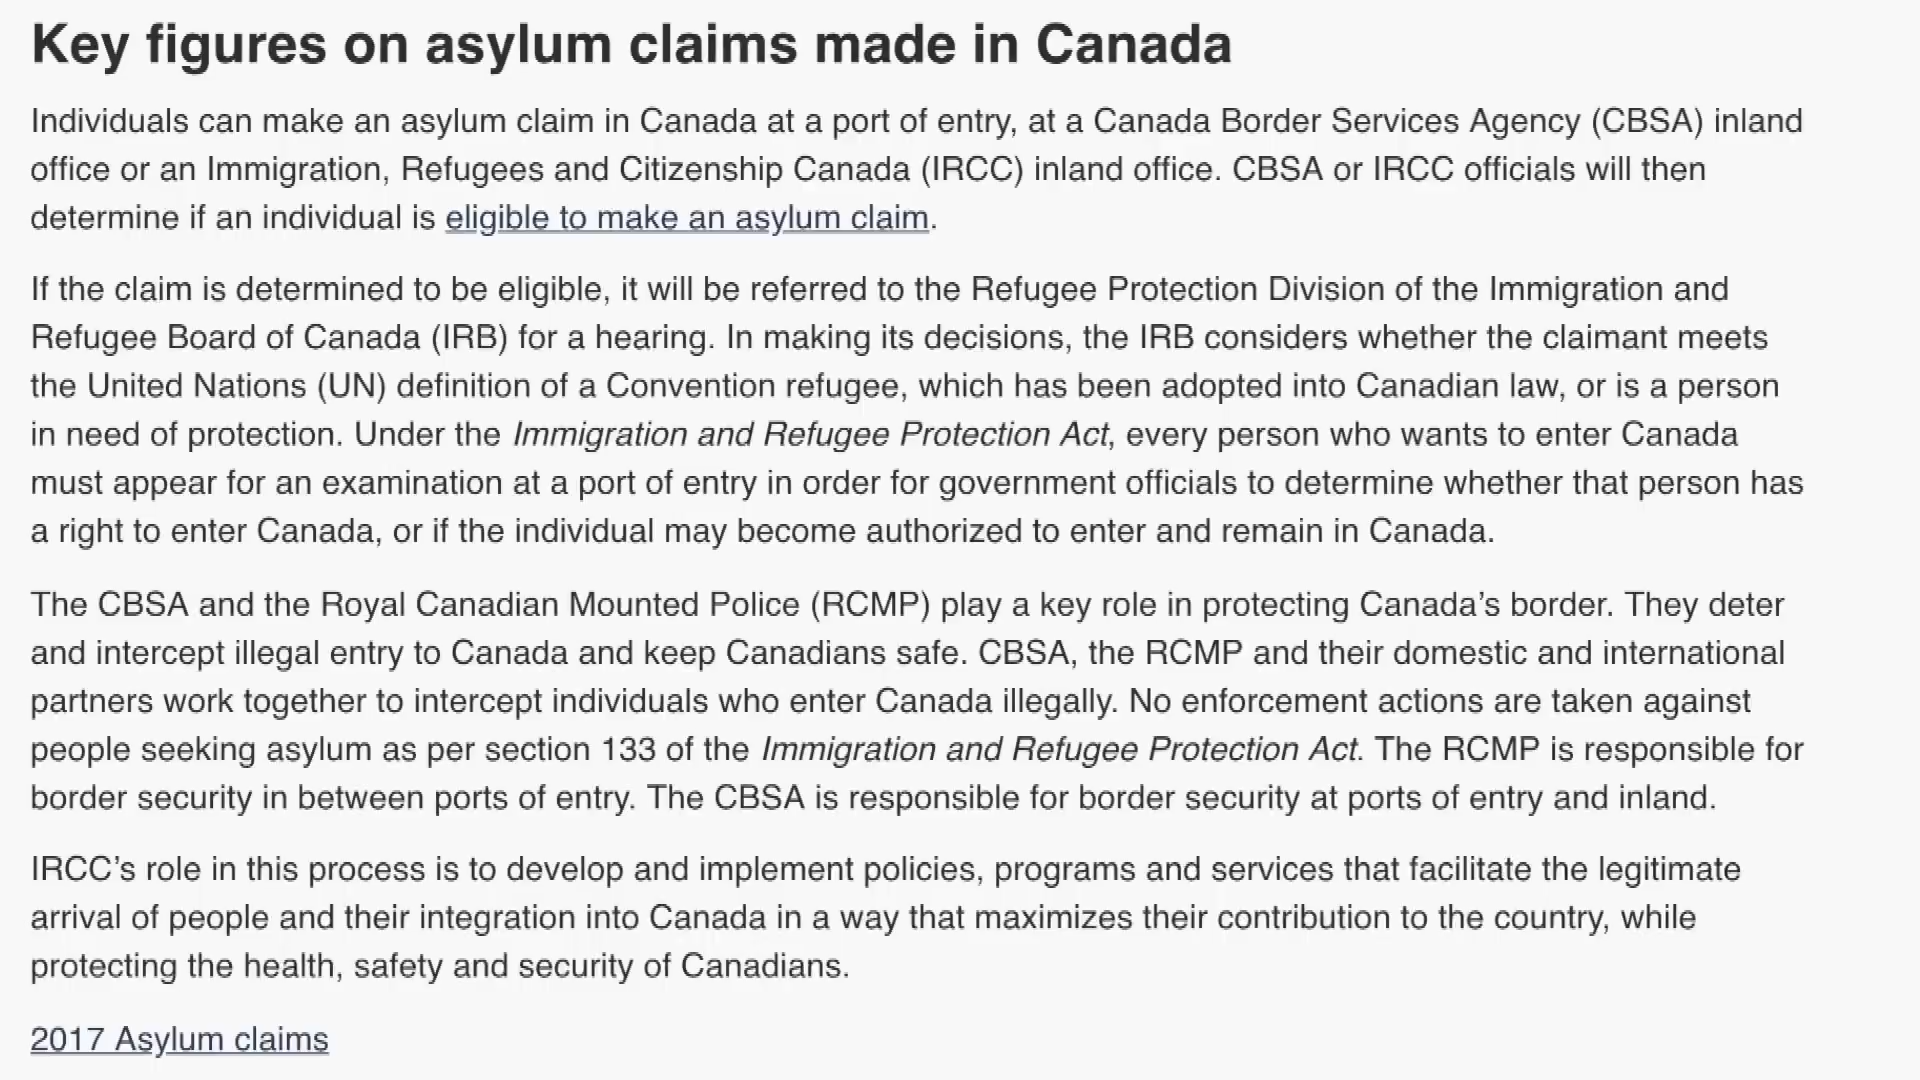 Key figures on asylum claims made in Canada
Individuals can make an asylum claim in Canada at a port of entry, at a Canada Border Services Agency (CBSA) inland
office or an Immigration, Refugees and Citizenship Canada (IRCC) inland office. CBSA or IRCC officials will then
determine if an individual is eligible to make an asylum claim.
If the claim is determined to be eligible, it will be referred to the Refugee Protection Division of the Immigration and
Refugee Board of Canada (IRB) for a hearing. In making its decisions, the IRB considers whether the claimant meets
the United Nations (UN) definition of a Convention refugee, which has been adopted into Canadian law, or is a person
in need of protection. Under the Immigration and Refugee Protection Act, every person who wants to enter Canada
must appear for an examination at a port of entry in order for government officials to determine whether that person has
a right to enter Canada, or if the individual may become authorized to enter and remain in Canada.
The CBSA and the Royal Canadian Mounted Police (RCMP) play a key role in protecting Canada’s border. They deter
and intercept illegal entry to Canada and keep Canadians safe. CBSA, the RCMP and their domestic and international
partners work together to intercept individuals who enter Canada illegally. No enforcement actions are taken against
people seeking asylum as per section 133 of the Immigration and Refugee Protection Act. The RCMP is responsible for
border security in between ports of entry. The CBSA is responsible for border security at ports of entry and inland.
IRCC’s role in this process is to develop and implement policies, programs and services that facilitate the legitimate
arrival of people and their integration into Canada in a way that maximizes their contribution to the country, while
protecting the health, safety and security of Canadians.
2017 Asylum claims